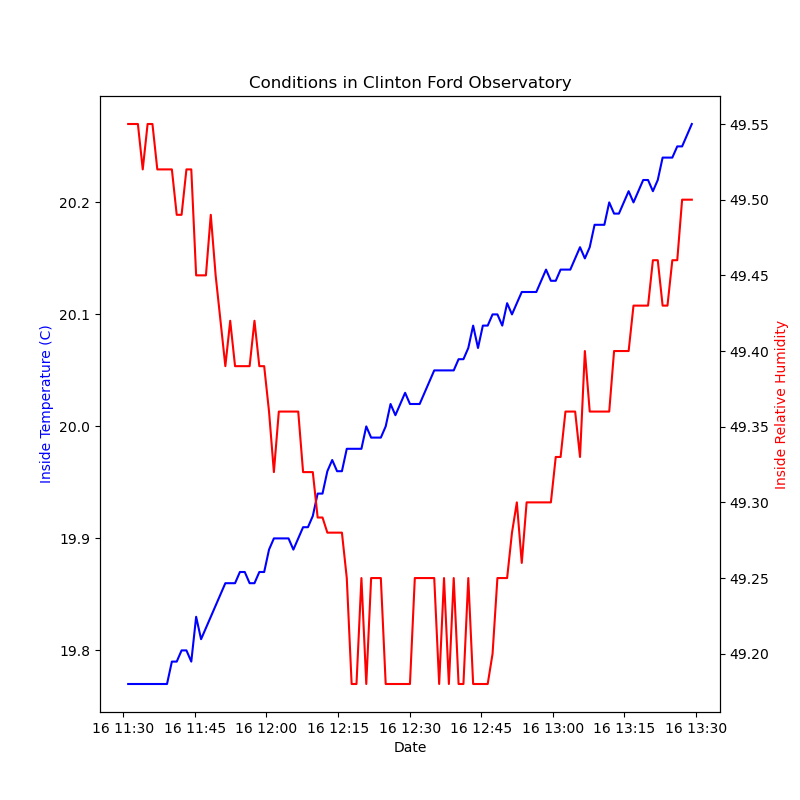 Conditions in Clinton Ford Observatory
Inside Temperature (C)
20.2
20.1
20.0
19.9
19.8
49.55
49.50
49.45
49.40
49.35
49.30
49.25
49.20
Inside Relative Humidity
16 11:30 16 11:45 16 12:00 16 12:15 16 12:30 16 12:45 16 13:00 16 13:15 16 13:30
Date